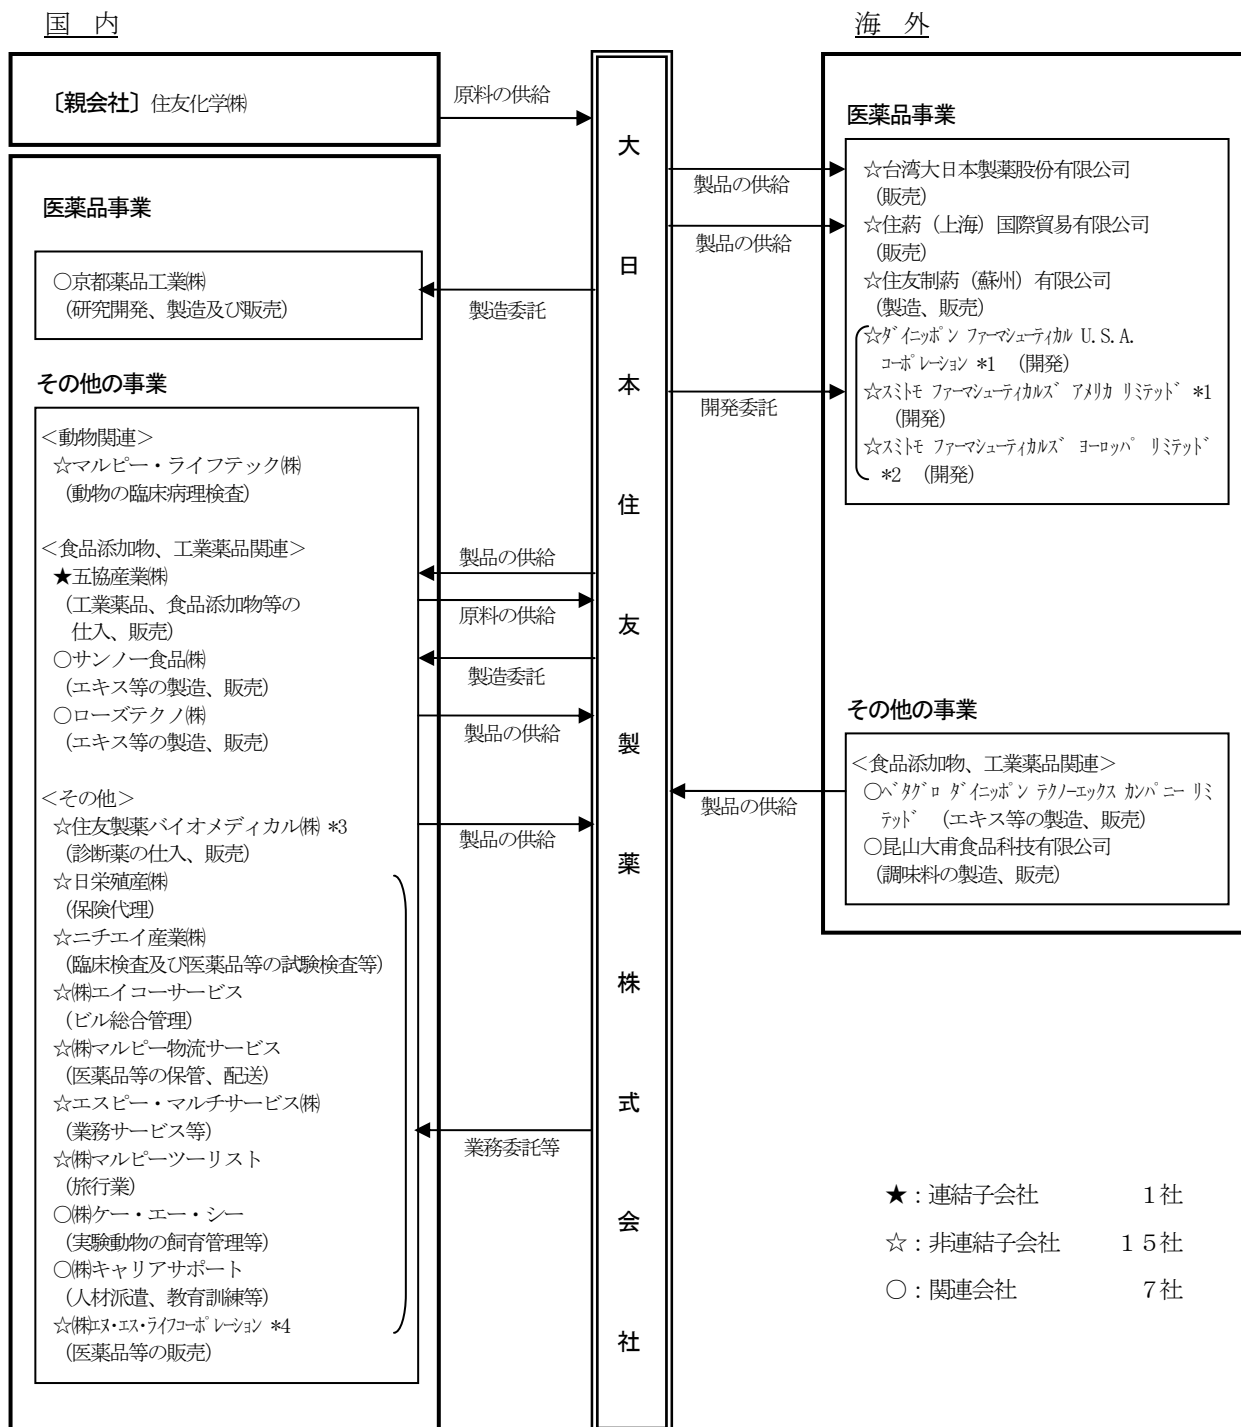 国　内
〔親会社〕住友化学㈱
医薬品事業
○京都薬品工業㈱
（研究開発、製造及び販売）
その他の事業
＜動物関連＞
☆マルピー・ライフテック㈱
（動物の臨床病理検査）
＜食品添加物、工業薬品関連＞
★五協産業㈱
（工業薬品、食品添加物等の
仕入、販売）
○サンノー食品㈱
（エキス等の製造、販売）
○ローズテクノ㈱
（エキス等の製造、販売）
＜その他＞
☆住友製薬バイオメディカル㈱ *3
（診断薬の仕入、販売）
☆日栄殖産㈱
（保険代理）
☆ニチエイ産業㈱
（臨床検査及び医薬品等の試験検査等）
☆㈱エイコーサービス
（ビル総合管理）
☆㈱マルピー物流サービス
（医薬品等の保管、配送）
☆エスピー・マルチサービス㈱
（業務サービス等）
☆㈱マルピーツーリスト
（旅行業）
○㈱ケー・エー・シー
（実験動物の飼育管理等）
○㈱キャリアサポート
（人材派遣、教育訓練等）
☆㈱ｴﾇ･ｴｽ･ﾗｲﾌｺｰﾎﾟﾚｰｼｮﾝ *4
（医薬品等の販売）
原料の供給
製造委託
製品の供給
原料の供給
製造委託
製品の供給
製品の供給
業務委託等
大日本住友製薬株式会社
製品の供給
製品の供給
開発委託
製品の供給
海　外
医薬品事業
☆台湾大日本製薬股份有限公司
（販売）
☆住薬（上海）国際貿易有限公司
（販売）
☆住友制薬（蘇州）有限公司
（製造、販売）
☆ﾀﾞｲﾆｯﾎﾟﾝ ﾌｧｰﾏｼｭｰﾃｨｶﾙ U.S.A.
ｺｰﾎﾟﾚｰｼｮﾝ *1 （開発）
☆ｽﾐﾄﾓ ﾌｧｰﾏｼｭｰﾃｨｶﾙｽﾞ ｱﾒﾘｶ ﾘﾐﾃｯﾄﾞ *1
（開発）
☆ｽﾐﾄﾓ ﾌｧｰﾏｼｭｰﾃｨｶﾙｽﾞ ﾖｰﾛｯﾊﾟ ﾘﾐﾃｯﾄﾞ
*2 （開発）
その他の事業
＜食品添加物、工業薬品関連＞
○ﾍﾞﾀｸﾞﾛ ﾀﾞｲﾆｯﾎﾟﾝ ﾃｸﾉｰｴｯｸｽ ｶﾝﾊﾟﾆｰ ﾘﾐ
ﾃｯﾄﾞ （エキス等の製造、販売）
○昆山大甫食品科技有限公司
（調味料の製造、販売）
★：連結子会社　１社
☆：非連結子会社　１５社
○：関連会社　７社